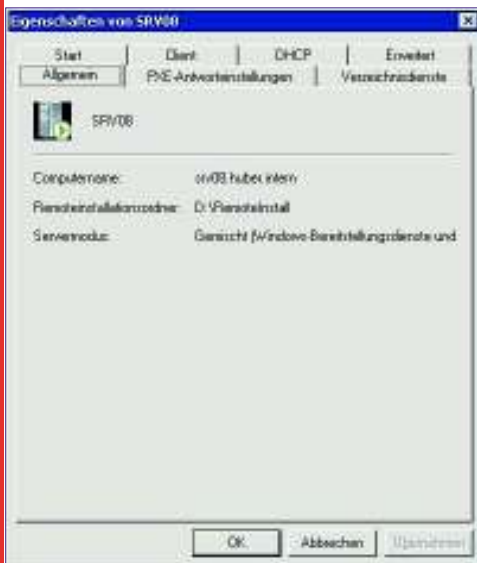 Eigenschaften von SRV08
Start Client DHCP Erweitert
Allgemein PXE-Antworteinstellungen Verzeichnisdienste
SRV08
Computername: srv08.huber.intern
Remoteinstallationsordner: D:\RemoteInstall
Servermodus: Gemischt (Windows-Bereitstellungsdienste und
OK Abbrechen Übernehmen